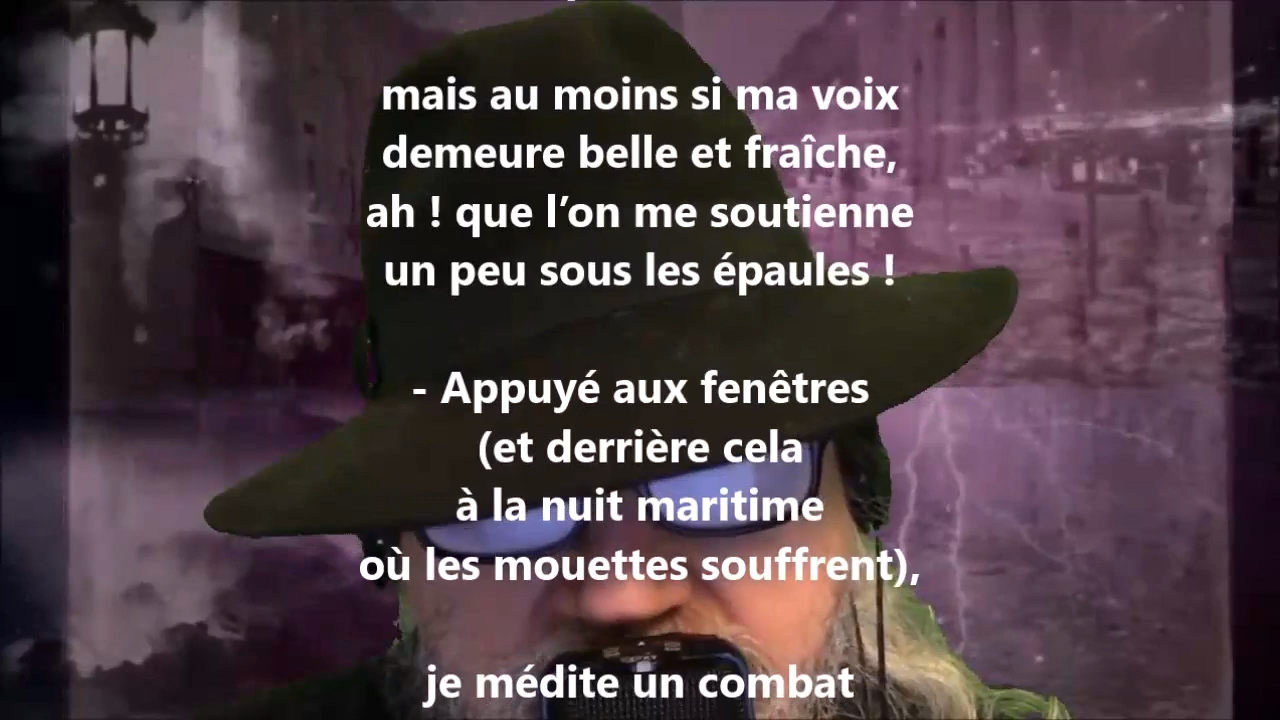 mais au moins si ma voix
demeure belle et fraîche,
ah ! que l’on me soutienne
un peu sous les épaules !
- Appuyé aux fenêtres
(et derrière cela
à la nuit maritime
où les mouettes souffrent),
je médite un combat